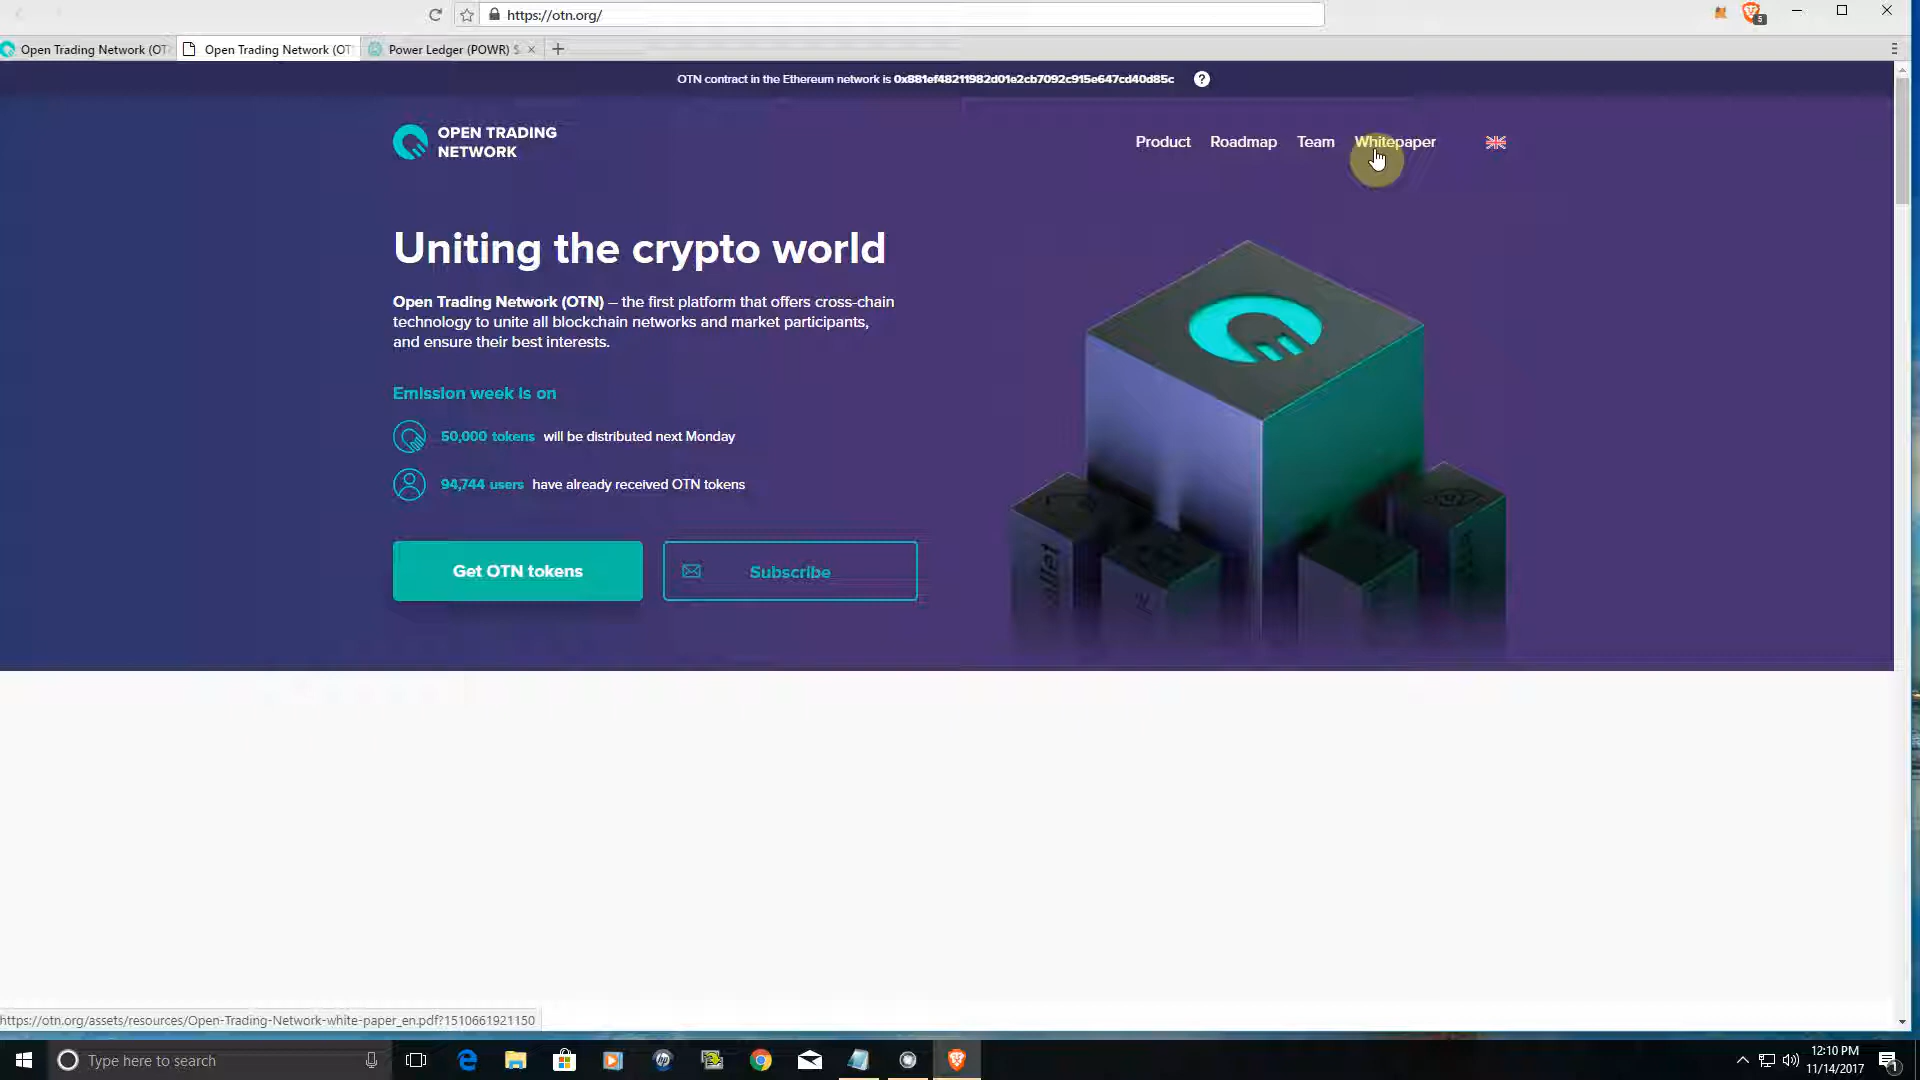 https://otn.org/
5
Open Trading Network (OT
Open Trading Network (OT
Power Ledger (POWR) $
OTN contract in the Ethereum network is 0x881ef48211982d01e2cb7092c915e647cd40d85c
?
OPEN TRADING
NETWORK
Product
Roadmap
Team
Whitepaper
Uniting the crypto world
Open Trading Network (OTN) – the first platform that offers cross-chain
technology to unite all blockchain networks and market participants,
and ensure their best interests.
Emission week is on
50,000 tokens will be distributed next Monday
94,744 users have already received OTN tokens
Get OTN tokens
Subscribe
https://otn.org/assets/resources/Open-Trading-Network-white-paper_en.pdf?1510661921150
Type here to search
12:10 PM
11/14/2017
1